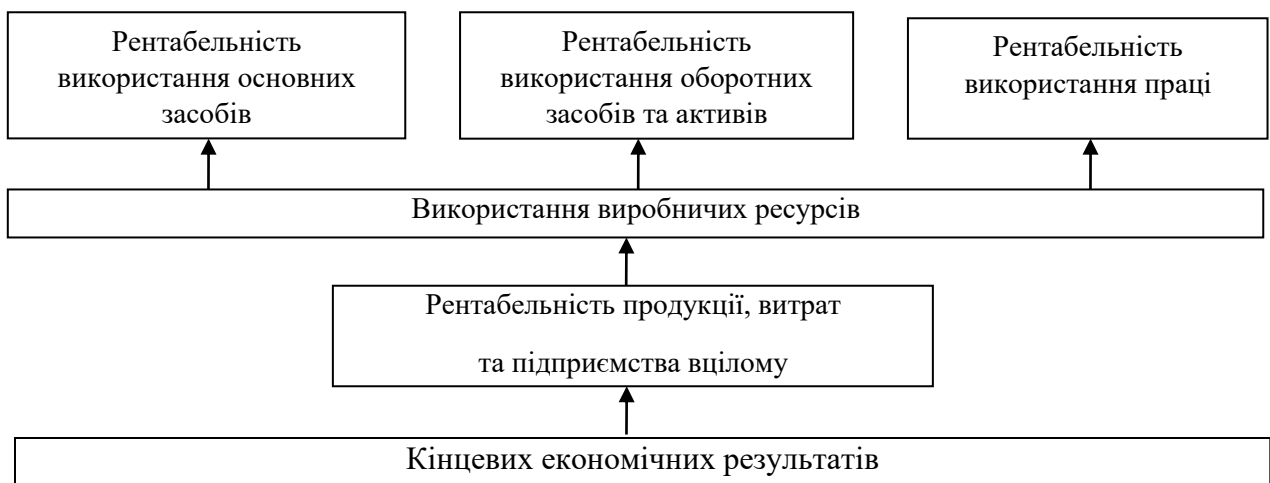 Рентабельність
використання основних
засобів
Рентабельність
використання оборотних
засобів та активів
Рентабельність
використання праці
Використання виробничих ресурсів
Рентабельність продукції, витрат
та підприємства вцілому
Кінцевих економічних результатів